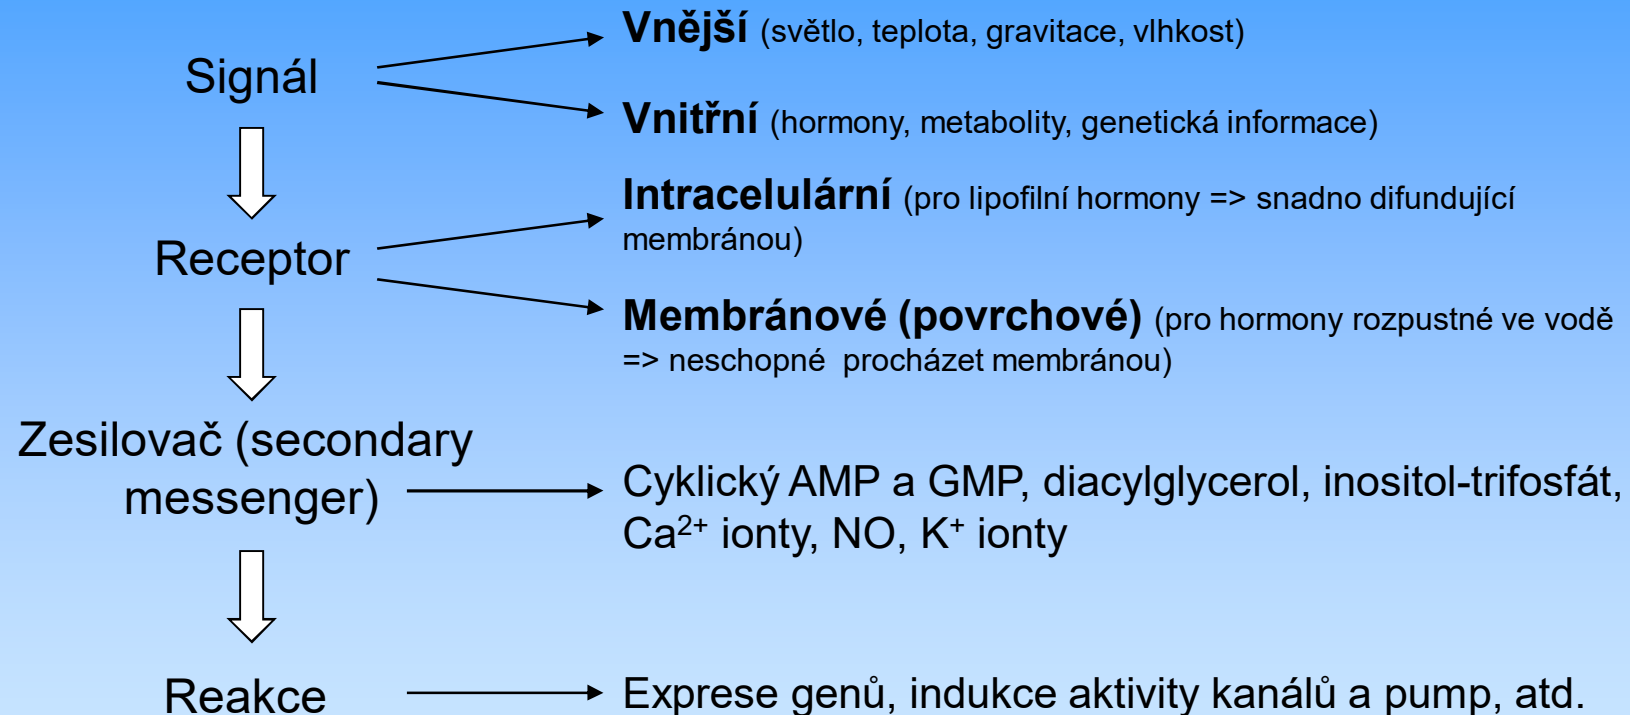 Signál
Vnější (světlo, teplota, gravitace, vlhkost)
Vnitřní (hormony, metabolity, genetická informace)
Receptor
Intracelulární (pro lipofilní hormony => snadno difundující
membránou)
Membránové (povrchové) (pro hormony rozpustné ve vodě
=> neschopné  procházet membránou)
Zesilovač (secondary
messenger)
Cyklický AMP a GMP, diacylglycerol, inositol-trifosfát,
Ca²⁺ ionty, NO, K⁺ ionty
Reakce
Exprese genů, indukce aktivity kanálů a pump, atd.